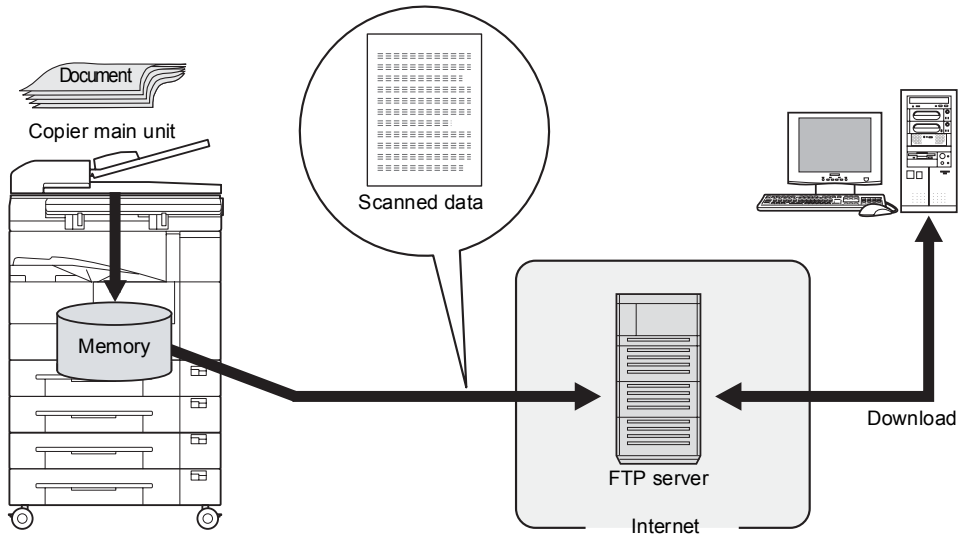 Document
Copier main unit
Scanned data
Memory
Download
FTP server
Internet